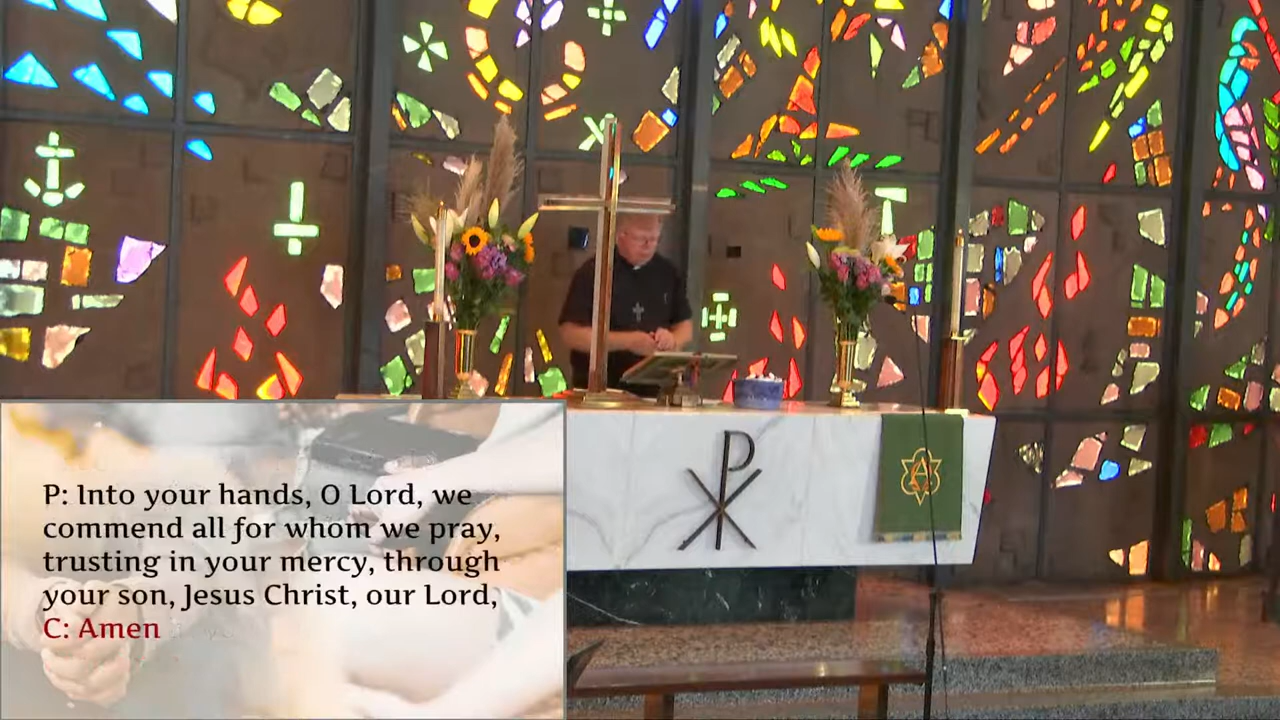 P: Into your hands, O Lord, we
commend all for whom we pray,
trusting in your mercy, through
your son, Jesus Christ, our Lord,
C: Amen